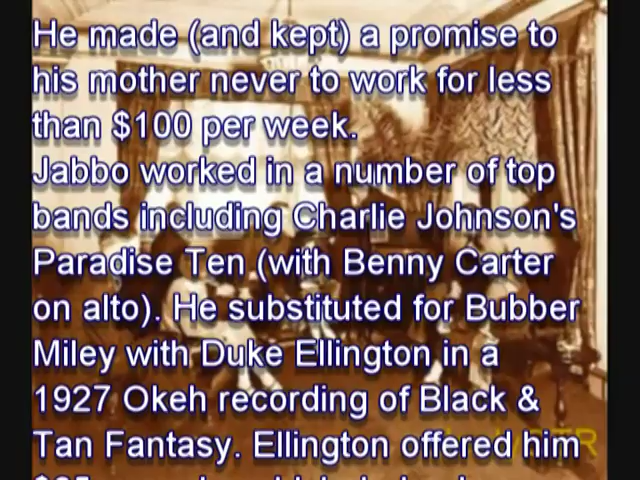 He made (and kept) a promise to
his mother never to work for less
than $100 per week.
Jabbo worked in a number of top
bands including Charlie Johnson's
Paradise Ten (with Benny Carter
on alto). He substituted for Bubber
Miley with Duke Ellington in a
1927 Okeh recording of Black &
Tan Fantasy. Ellington offered him